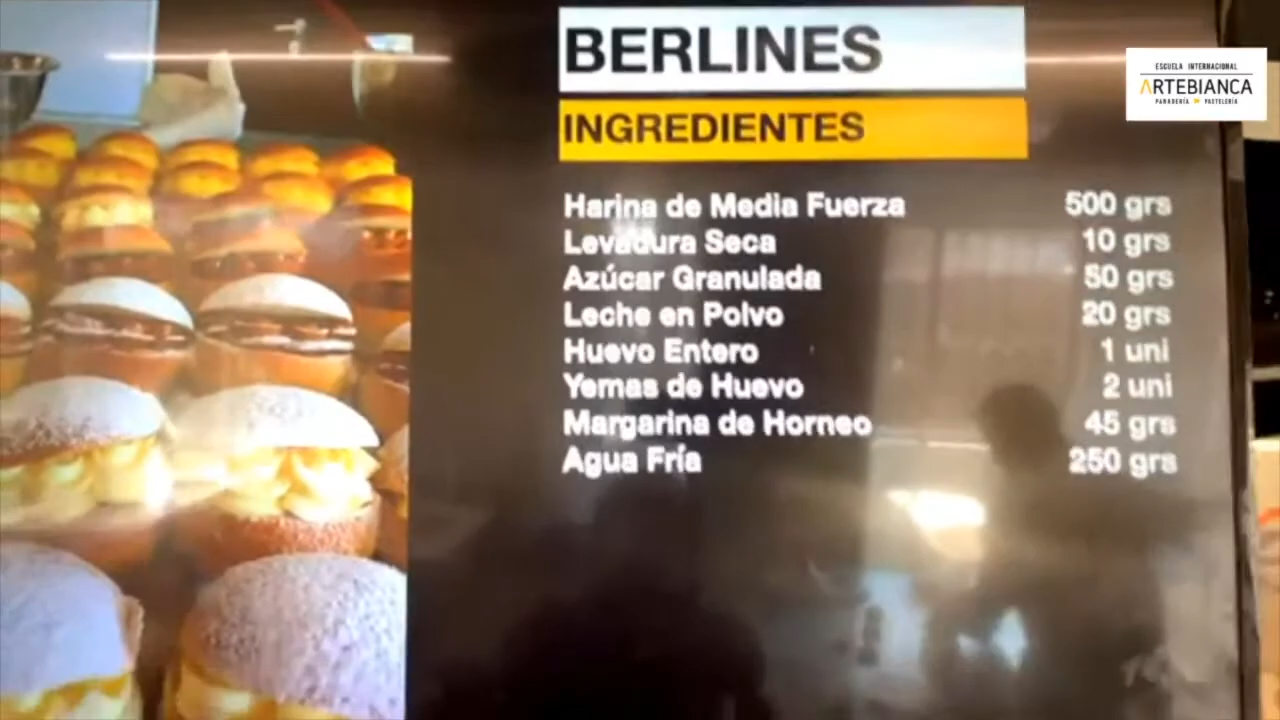 BERLINES
INGREDIENTES
Harina de Media Fuerza 500 grs
Levadura Seca 10 grs
Azúcar Granulada 50 grs
Leche en Polvo 20 grs
Huevo Entero 1 uni
Yemas de Huevo 2 uni
Margarina de Horneo 45 grs
Agua Fría 250 grs
ESCUELA INTERNACIONAL
ARTEBIANCA
PANADERÍA PASTELERÍA